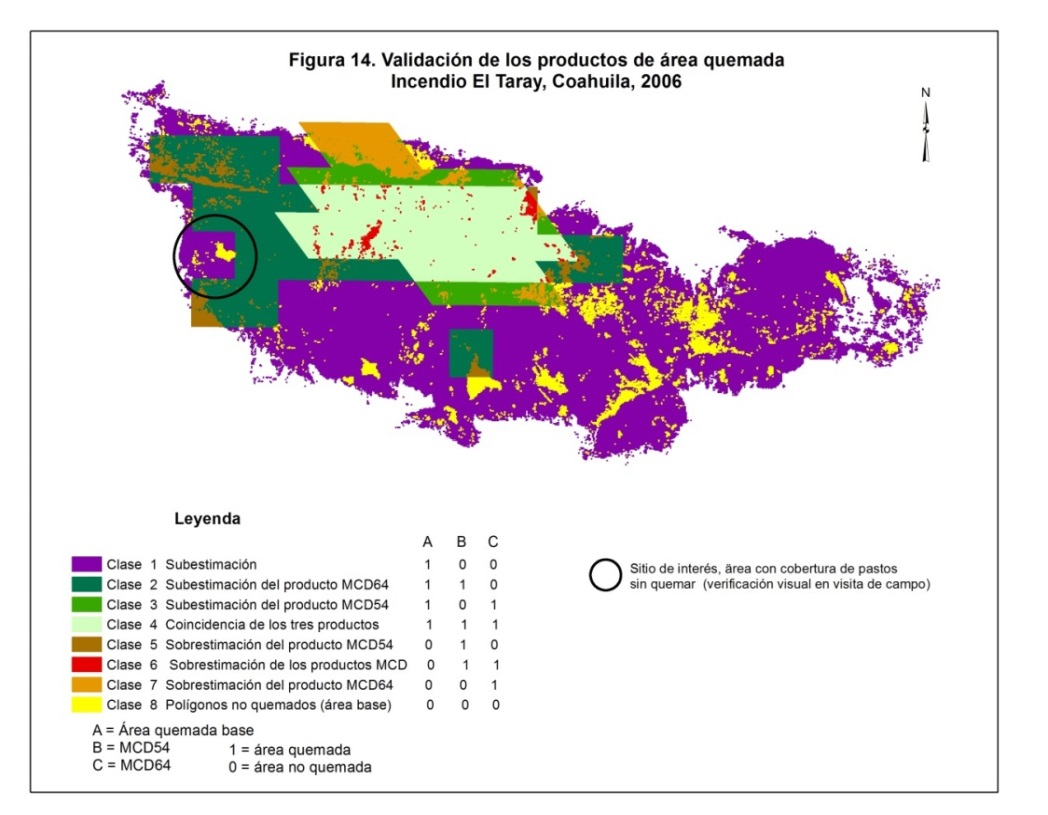 Figura 14. Validación de los productos de área quemada
Incendio El Taray, Coahuila, 2006
N
Leyenda
A B C
Clase 1 Subestimación 1 0 0
Clase 2 Subestimación del producto MCD64 1 1 0
Clase 3 Subestimación del producto MCD54 1 0 1
Clase 4 Coincidencia de los tres productos 1 1 1
Clase 5 Sobrestimación del producto MCD54 0 1 0
Clase 6 Sobrestimación de los productos MCD 0 1 1
Clase 7 Sobrestimación del producto MCD64 0 0 1
Clase 8 Polígonos no quemados (área base) 0 0 0
A = Área quemada base
B = MCD54 1 = área quemada
C = MCD64 0 = área no quemada
Sitio de interés, ärea con cobertura de pastos
sin quemar (verificación visual en visita de campo)